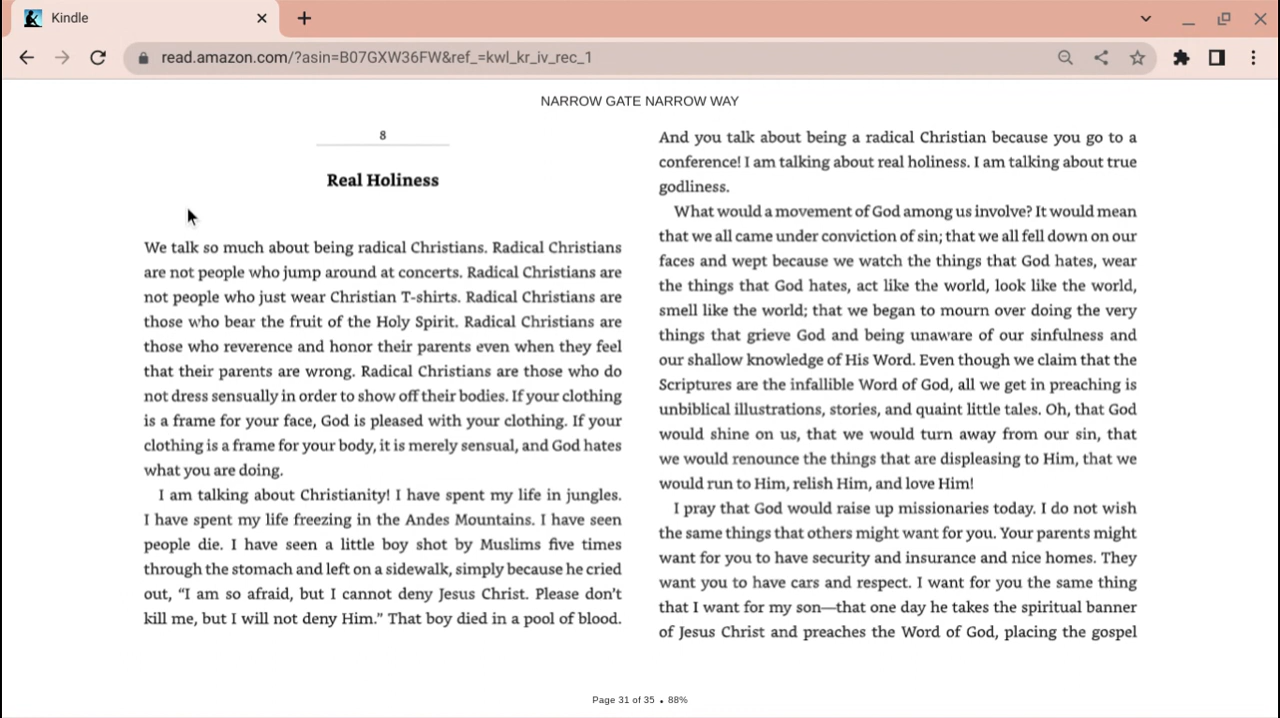 Kindle
read.amazon.com/?asin=B07GXW36FW&ref_=kwl_kr_iv_rec_1
NARROW GATE NARROW WAY
8
Real Holiness
We talk so much about being radical Christians. Radical Christians
are not people who jump around at concerts. Radical Christians are
not people who just wear Christian T-shirts. Radical Christians are
those who bear the fruit of the Holy Spirit. Radical Christians are
those who reverence and honor their parents even when they feel
that their parents are wrong. Radical Christians are those who do
not dress sensually in order to show off their bodies. If your clothing
is a frame for your face, God is pleased with your clothing. If your
clothing is a frame for your body, it is merely sensual, and God hates
what you are doing.
I am talking about Christianity! I have spent my life in jungles.
I have spent my life freezing in the Andes Mountains. I have seen
people die. I have seen a little boy shot by Muslims five times
through the stomach and left on a sidewalk, simply because he cried
out, “I am so afraid, but I cannot deny Jesus Christ. Please don’t
kill me, but I will not deny Him.” That boy died in a pool of blood.
And you talk about being a radical Christian because you go to a
conference! I am talking about real holiness. I am talking about true
godliness.
What would a movement of God among us involve? It would mean
that we all came under conviction of sin; that we all fell down on our
faces and wept because we watch the things that God hates, wear
the things that God hates, act like the world, look like the world,
smell like the world; that we began to mourn over doing the very
things that grieve God and being unaware of our sinfulness and
our shallow knowledge of His Word. Even though we claim that the
Scriptures are the infallible Word of God, all we get in preaching is
unbiblical illustrations, stories, and quaint little tales. Oh, that God
would shine on us, that we would turn away from our sin, that
we would renounce the things that are displeasing to Him, that we
would run to Him, relish Him, and love Him!
I pray that God would raise up missionaries today. I do not wish
the same things that others might want for you. Your parents might
want for you to have security and insurance and nice homes. They
want you to have cars and respect. I want for you the same thing
that I want for my son—that one day he takes the spiritual banner
of Jesus Christ and preaches the Word of God, placing the gospel
Page 31 of 35 • 88%